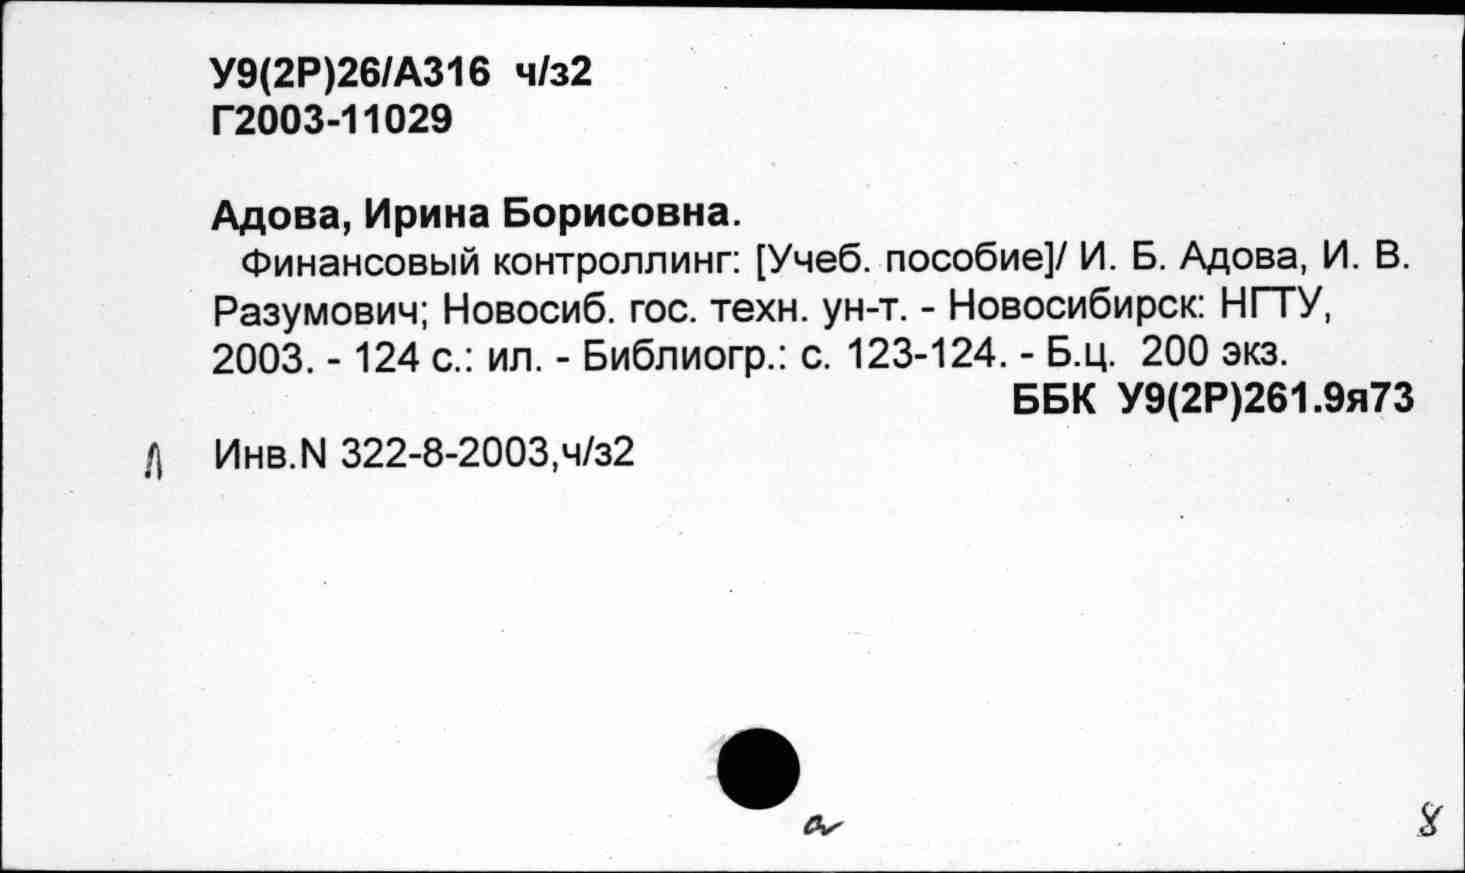 У9(2Р)26/А316 ч/з2
Г2003-11029
Адова, Ирина Борисовна.
Финансовый контроллинг: [Учеб. пособие]/ И. Б. Адова, И. В.
Разумович; Новосиб. гос. техн. ун-т. - Новосибирск: НГТУ,
2003. - 124 с.: ил. - Библиогр.: с. 123-124. - Б.ц. 200 экз.
ББК У9(2Р)261.9я73
Инв.N 322-8-2003,ч/з2
8